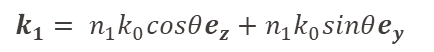 k₁ = n₁k₀cosθe_z + n₁k₀sinθe_y